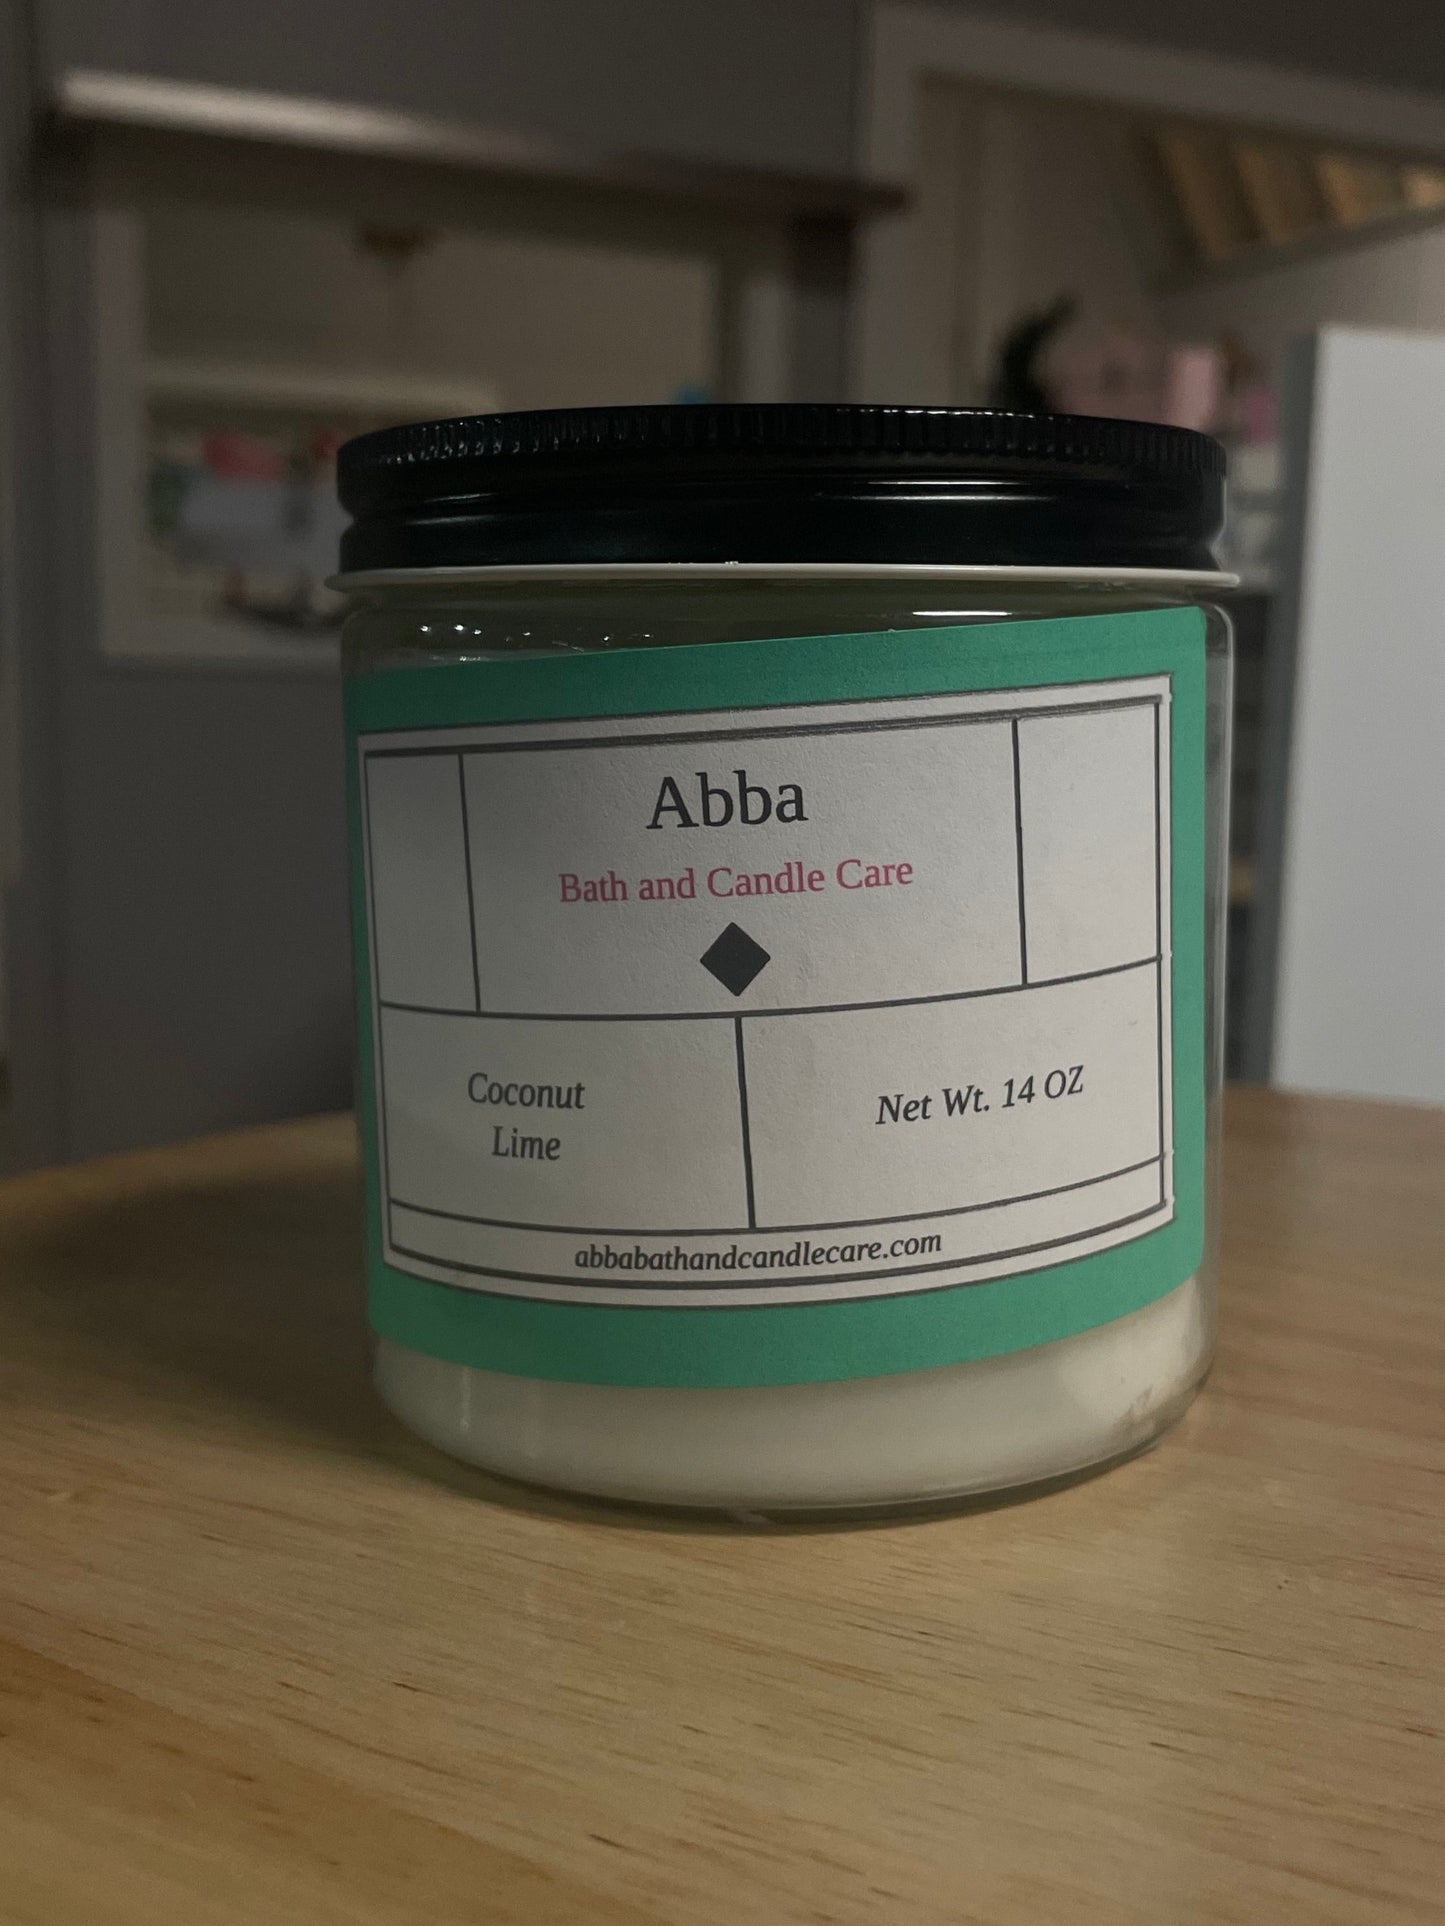 Abba
Bath and Candle Care
Coconut
Lime
Net Wt. 14 OZ
abbabathandcandlecare.com